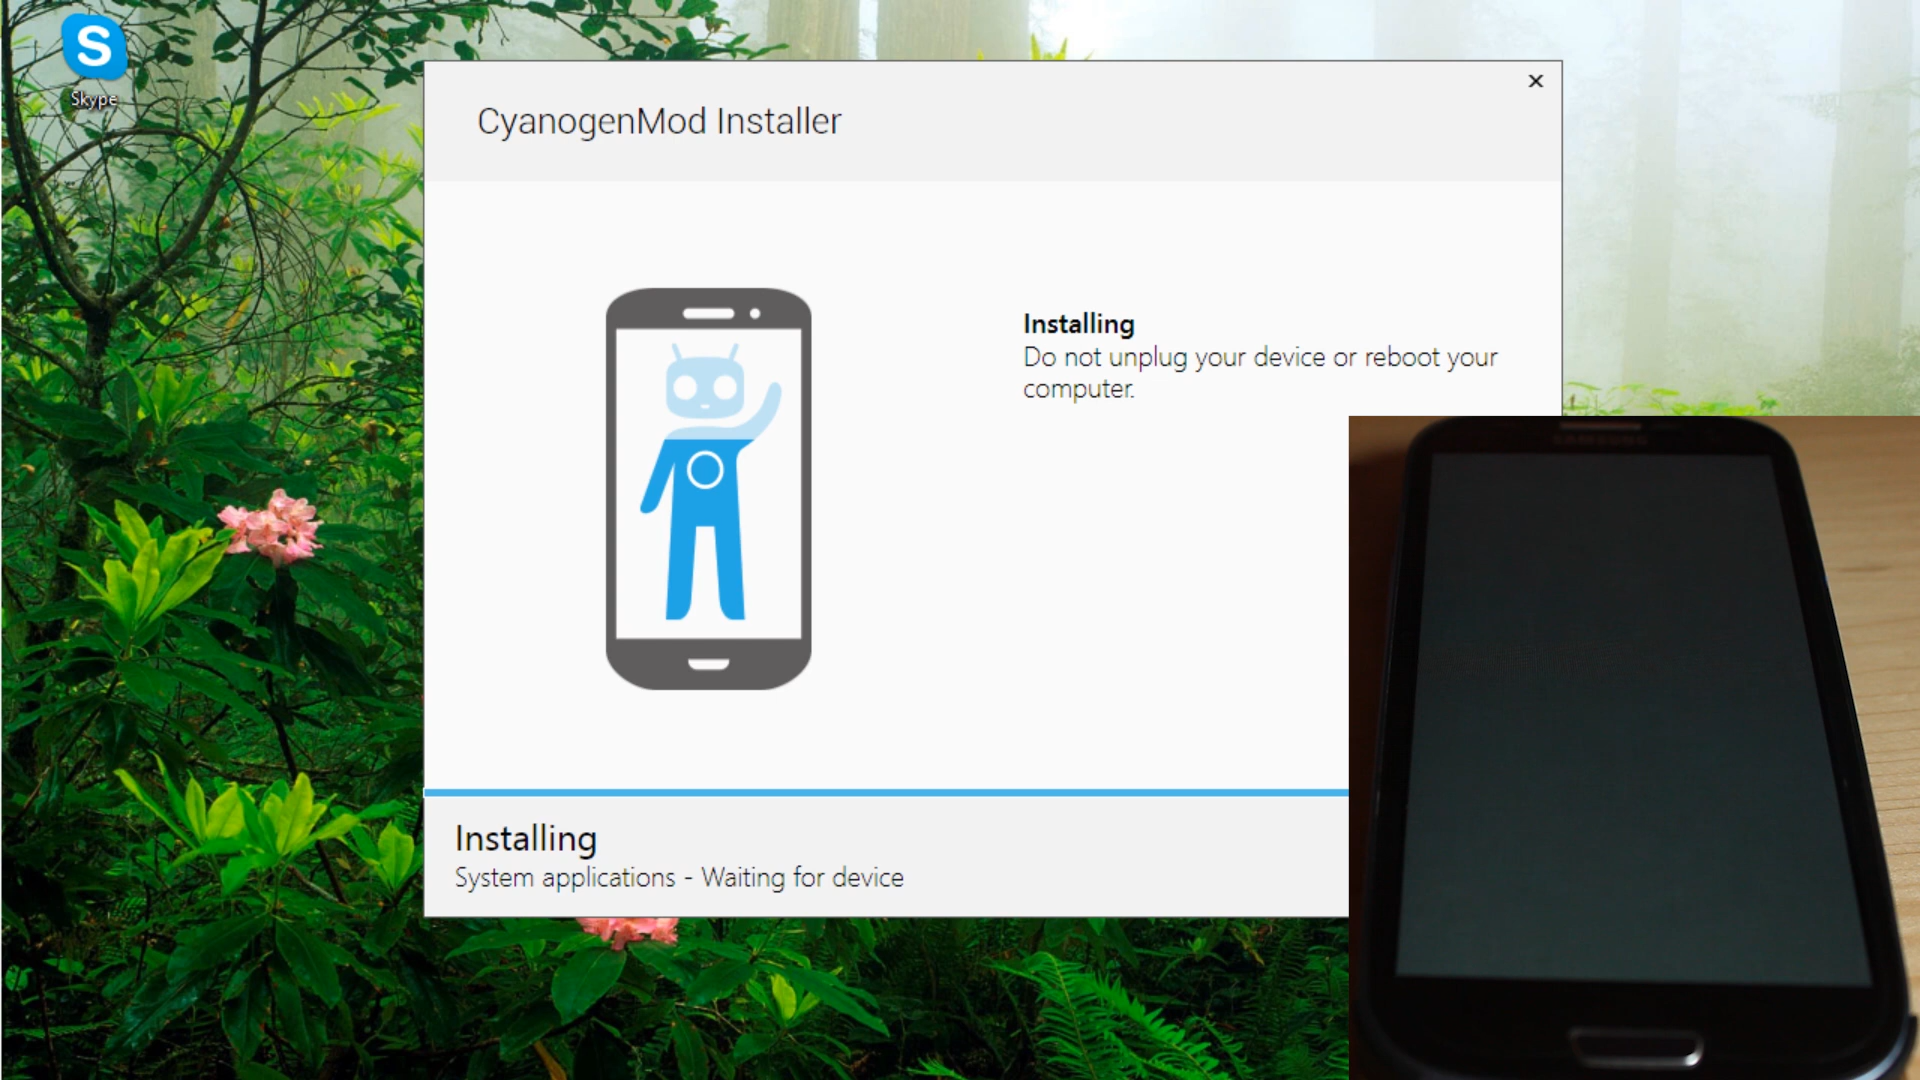 Skype
CyanogenMod Installer
Installing
Do not unplug your device or reboot your
computer.
SAMSUNG
Installing
System applications - Waiting for device